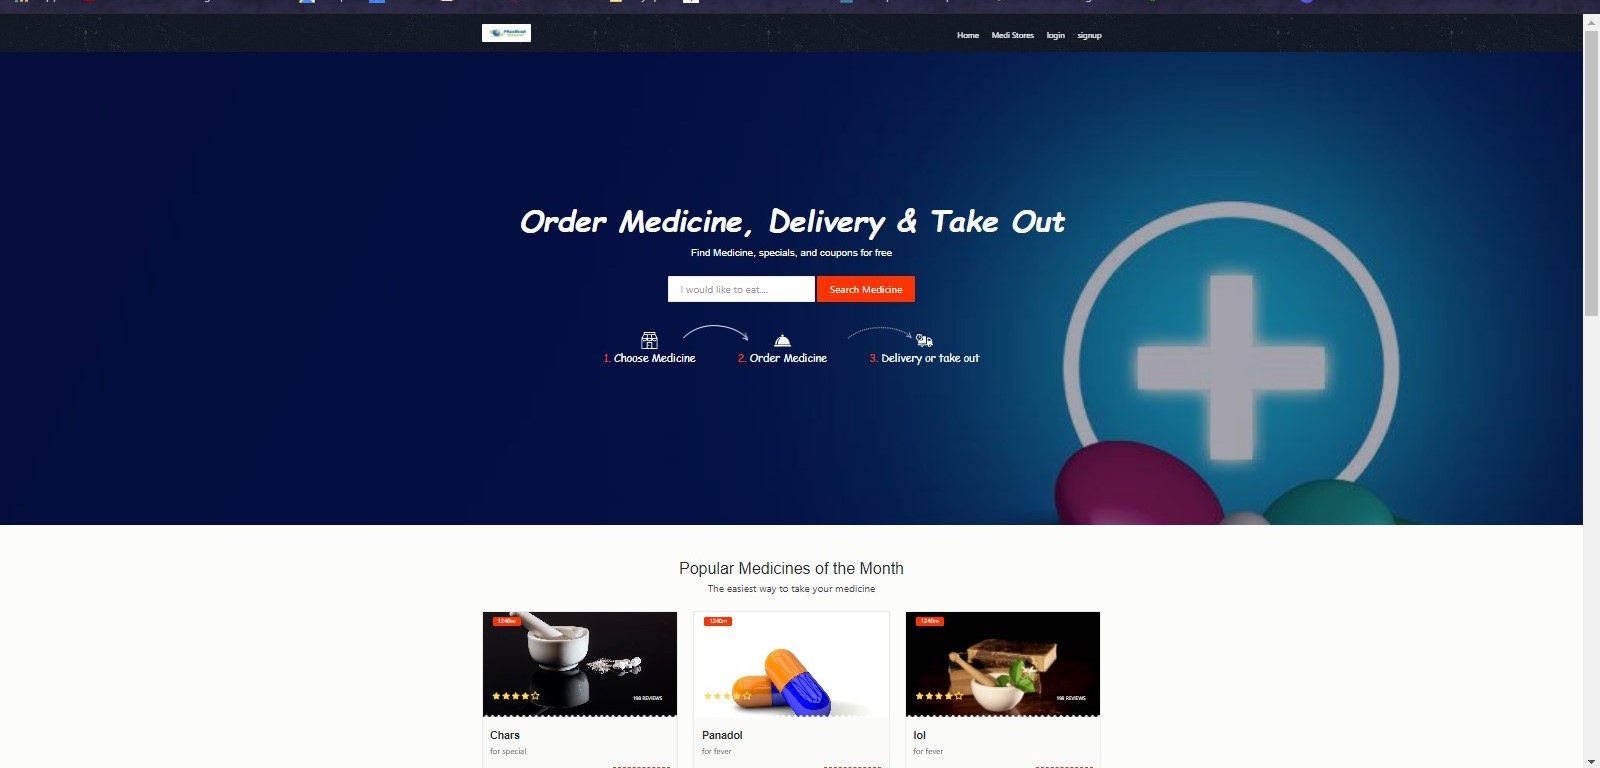 Home Medi Stores login signup
Order Medicine, Delivery & Take Out
Find Medicine, specials, and coupons for free
I would like to eat.... Search Medicine
1. Choose Medicine 2. Order Medicine 3. Delivery or take out
Popular Medicines of the Month
The easiest way to take your medicine
1240m 1240m 1240m
198 REVIEWS 198 REVIEWS
Chars Panadol lol
for special for fever for fever